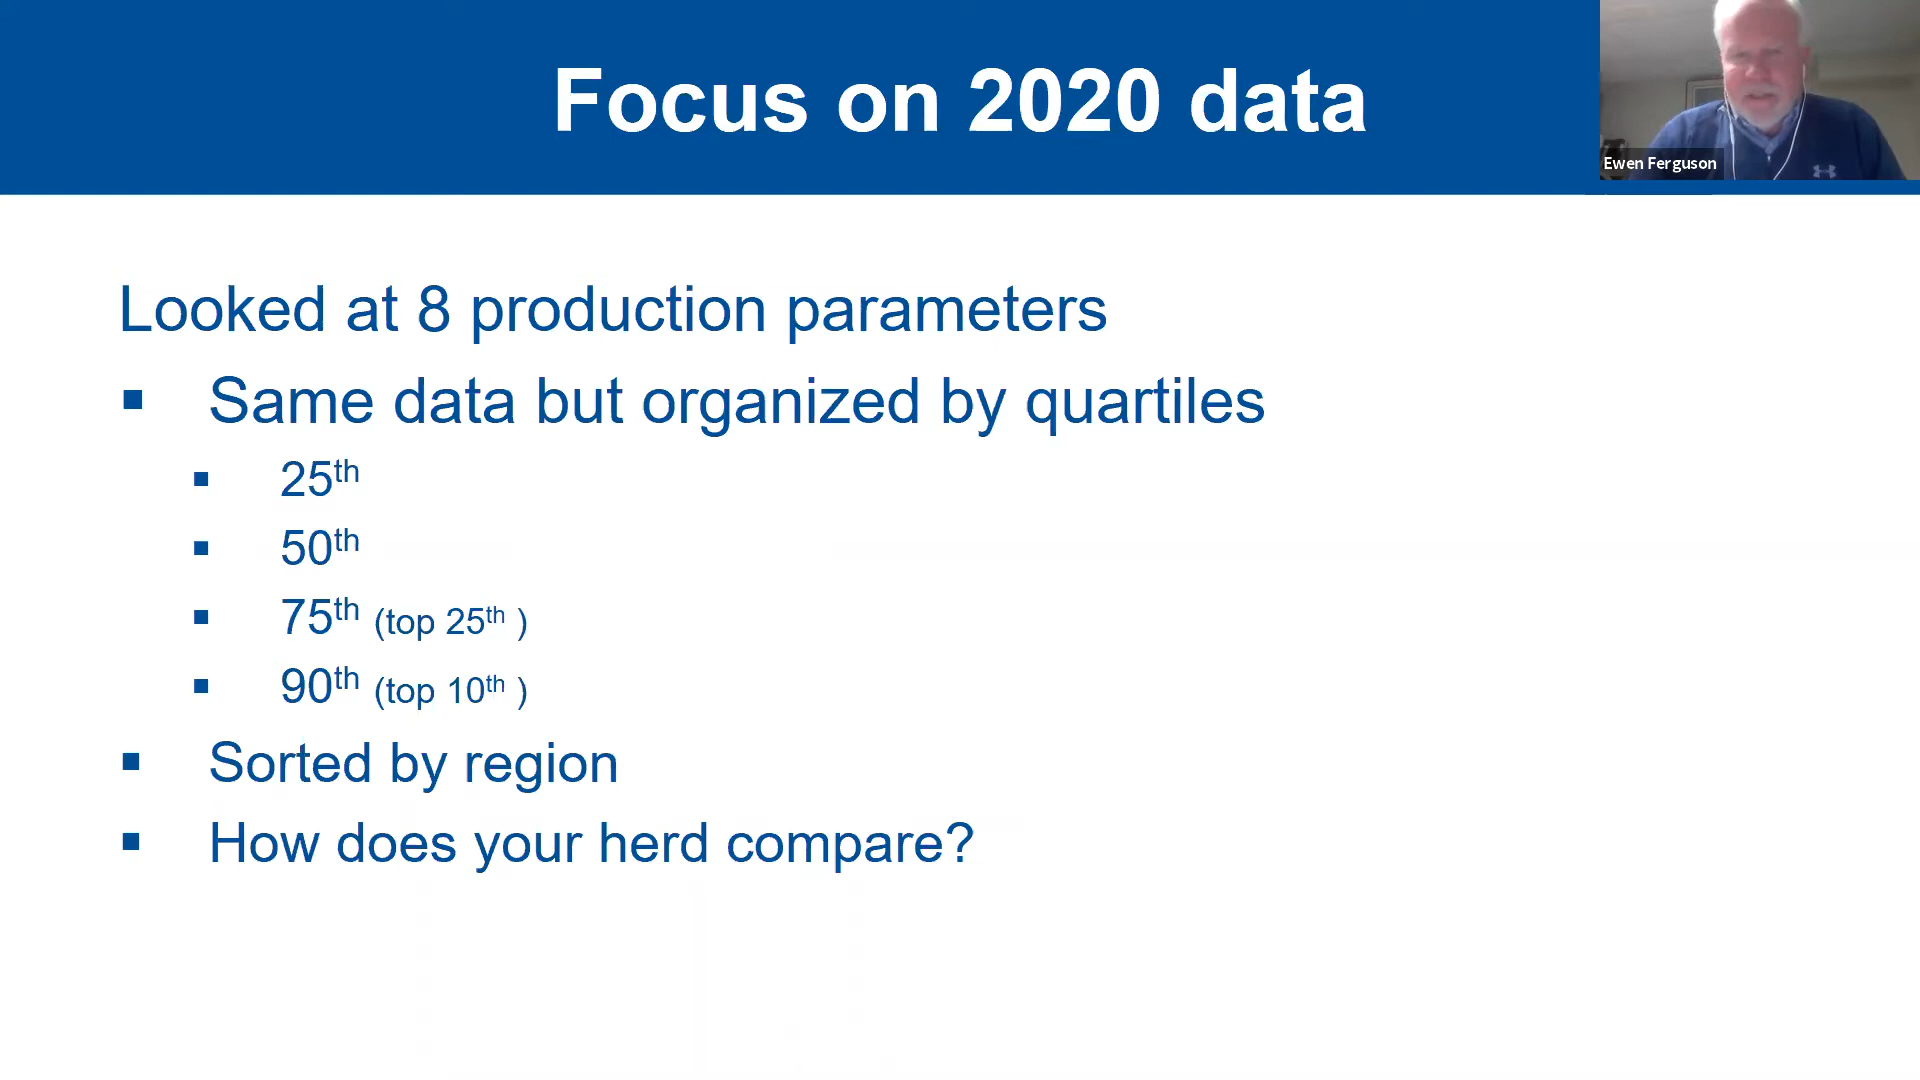 Focus on 2020 data
Ewen Ferguson
Looked at 8 production parameters
▪ Same data but organized by quartiles
▪ 25th
▪ 50th
▪ 75th (top 25th )
▪ 90th (top 10th )
▪ Sorted by region
▪ How does your herd compare?